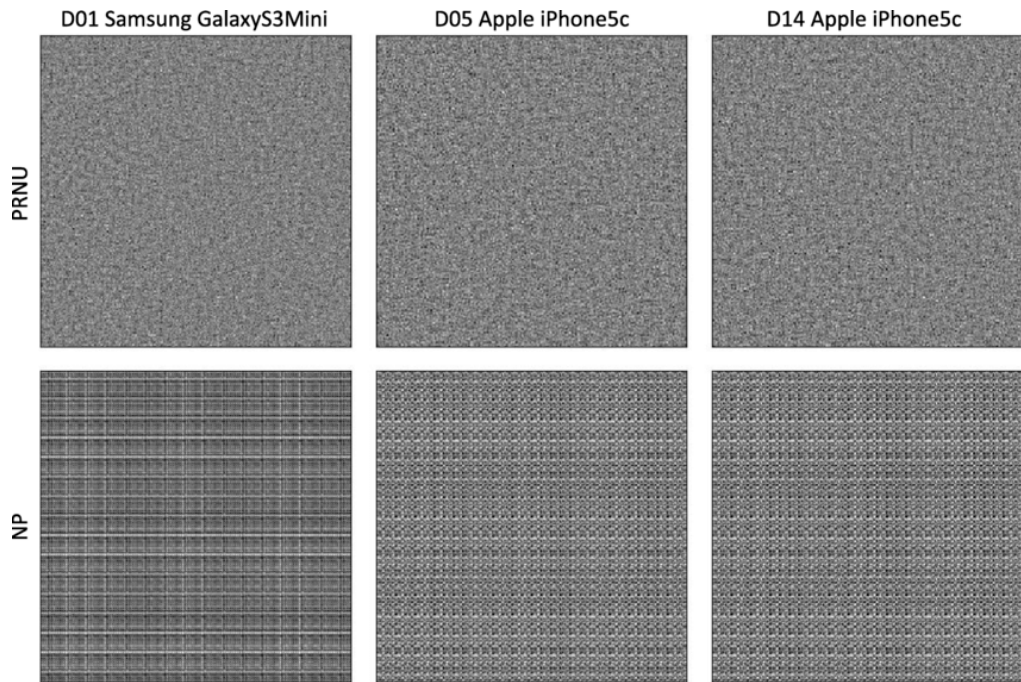 D01 Samsung GalaxyS3Mini
D05 Apple iPhone5c
D14 Apple iPhone5c
PRNU
NP